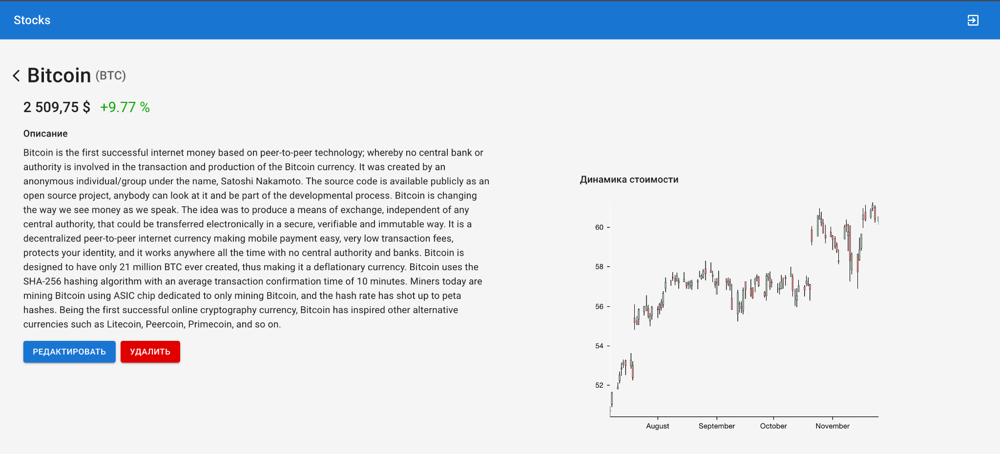 Stocks
Bitcoin (BTC)
2 509,75 $ +9.77 %
Описание
Bitcoin is the first successful internet money based on peer-to-peer technology; whereby no central bank or
authority is involved in the transaction and production of the Bitcoin currency. It was created by an
anonymous individual/group under the name, Satoshi Nakamoto. The source code is available publicly as an
open source project, anybody can look at it and be part of the developmental process. Bitcoin is changing
the way we see money as we speak. The idea was to produce a means of exchange, independent of any
central authority, that could be transferred electronically in a secure, verifiable and immutable way. It is a
decentralized peer-to-peer internet currency making mobile payment easy, very low transaction fees,
protects your identity, and it works anywhere all the time with no central authority and banks. Bitcoin is
designed to have only 21 million BTC ever created, thus making it a deflationary currency. Bitcoin uses the
SHA-256 hashing algorithm with an average transaction confirmation time of 10 minutes. Miners today are
mining Bitcoin using ASIC chip dedicated to only mining Bitcoin, and the hash rate has shot up to peta
hashes. Being the first successful online cryptography currency, Bitcoin has inspired other alternative
currencies such as Litecoin, Peercoin, Primecoin, and so on.
РЕДАКТИРОВАТЬ УДАЛИТЬ
Динамика стоимости
60
58
56
54
52
August September October November